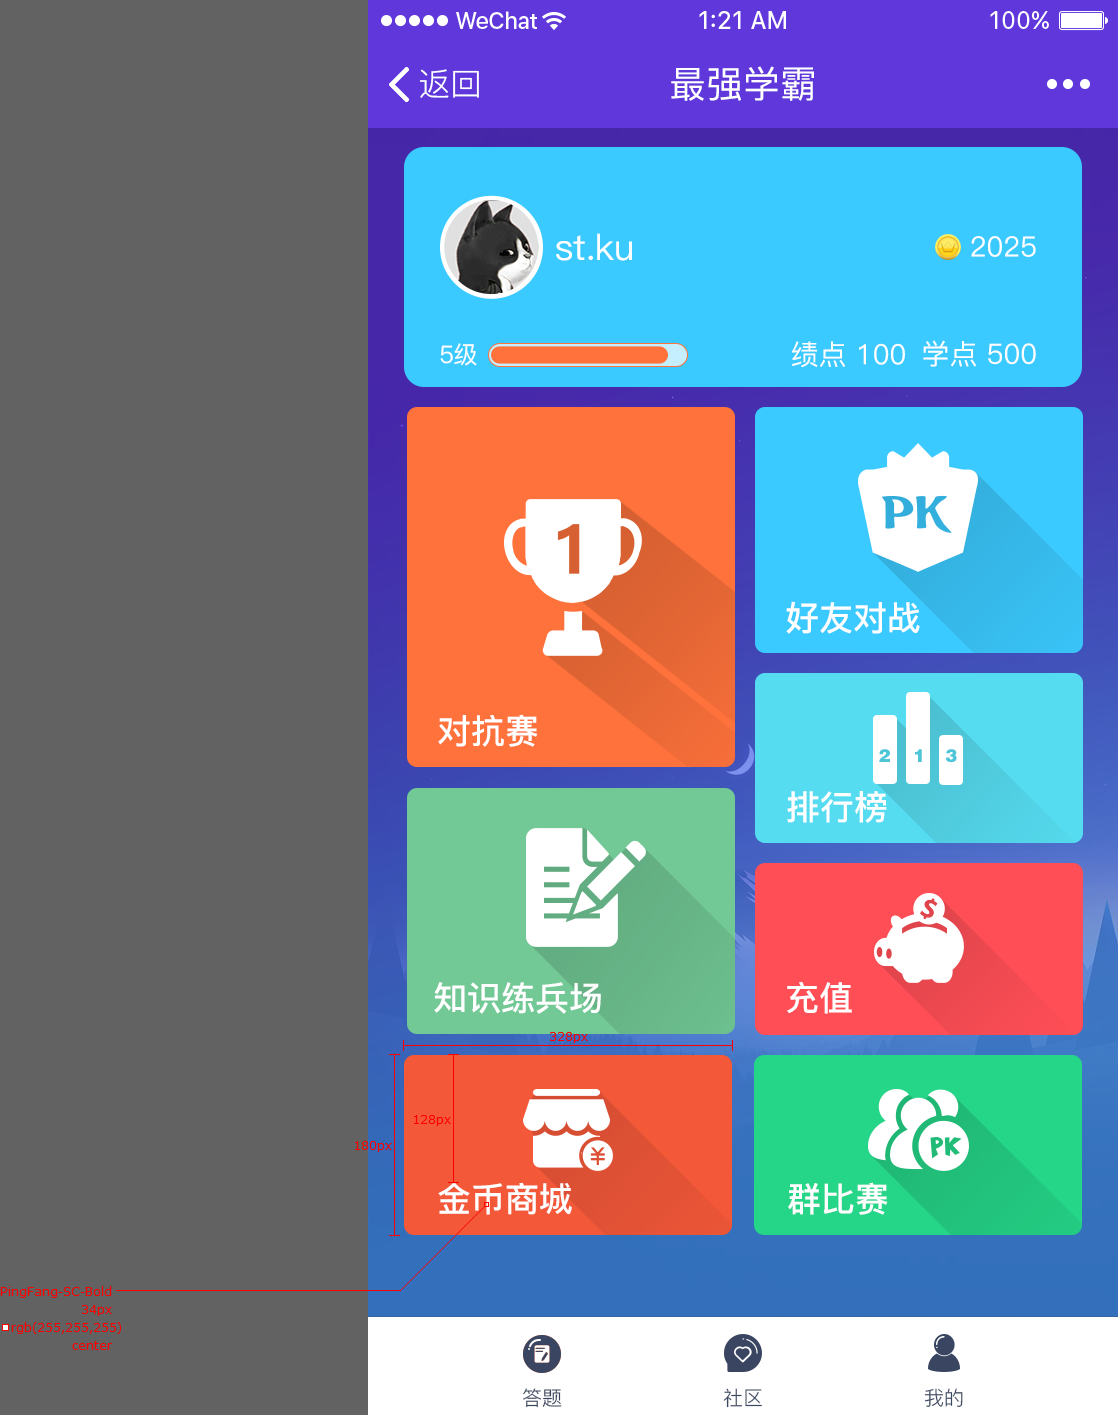 WeChat 1:21 AM 100%
返回 最强学霸
st.ku 2025
5级 绩点 100 学点 500
1
对抗赛
PK
好友对战
2 1 3
排行榜
知识练兵场
$
充值
328px
180px
128px
¥
金币商城
PK
群比赛
PingFang-SC-Bold
34px
rgb(255,255,255)
center
答题 社区 我的